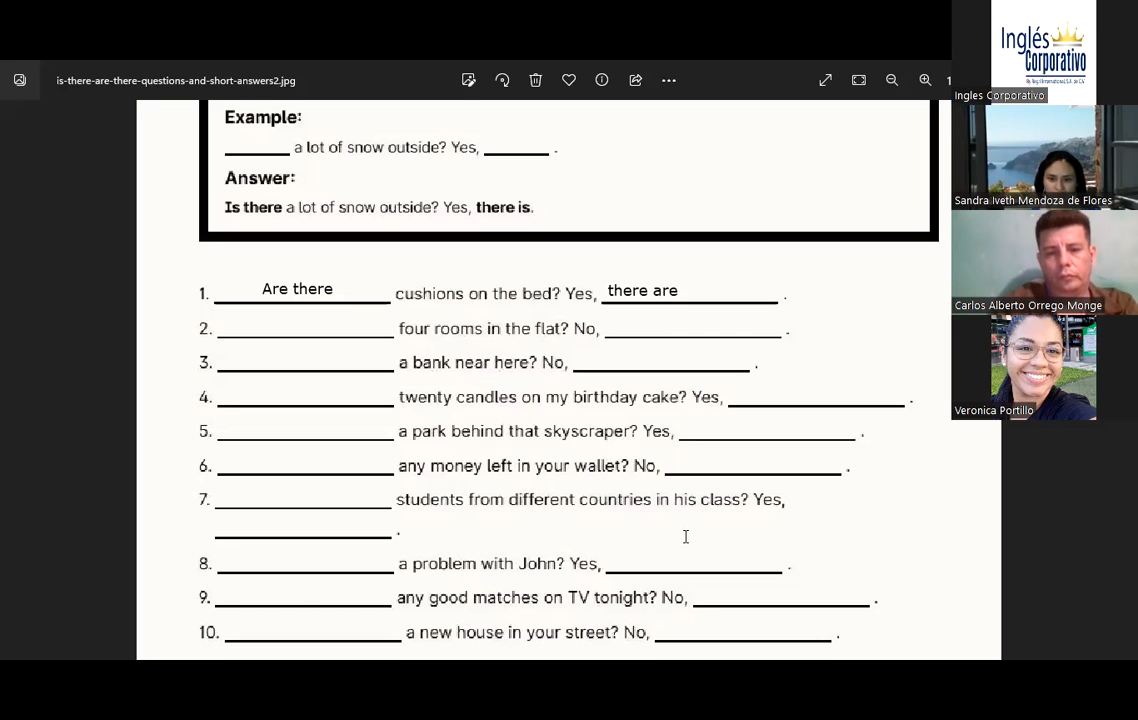 is-there-are-there-questions-and-short-answers2.jpg
Inglés
Corporativo
Ingles Corporativo
Example:
________ a lot of snow outside? Yes, ________ .
Answer:
Is there a lot of snow outside? Yes, there is.
1. Are there cushions on the bed? Yes, there are .
2. ________ four rooms in the flat? No, ________ .
3. ________ a bank near here? No, ________ .
4. ________ twenty candles on my birthday cake? Yes, ________ .
5. ________ a park behind that skyscraper? Yes, ________ .
6. ________ any money left in your wallet? No, ________ .
7. ________ students from different countries in his class? Yes,
________ .
8. ________ a problem with John? Yes, ________ .
9. ________ any good matches on TV tonight? No, ________ .
10. ________ a new house in your street? No, ________ .
Sandra Iveth Mendoza de Flores
Carlos Alberto Orrego Monge
Veronica Portillo